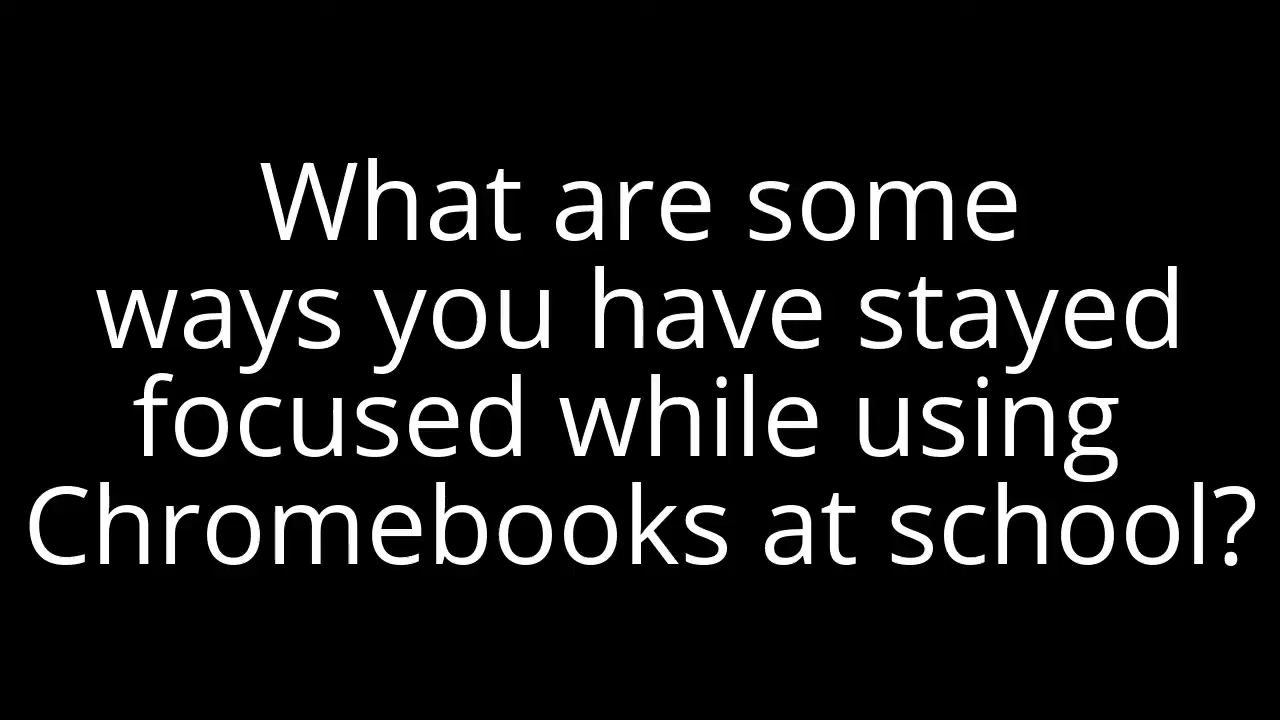 What are some
ways you have stayed
focused while using
Chromebooks at school?